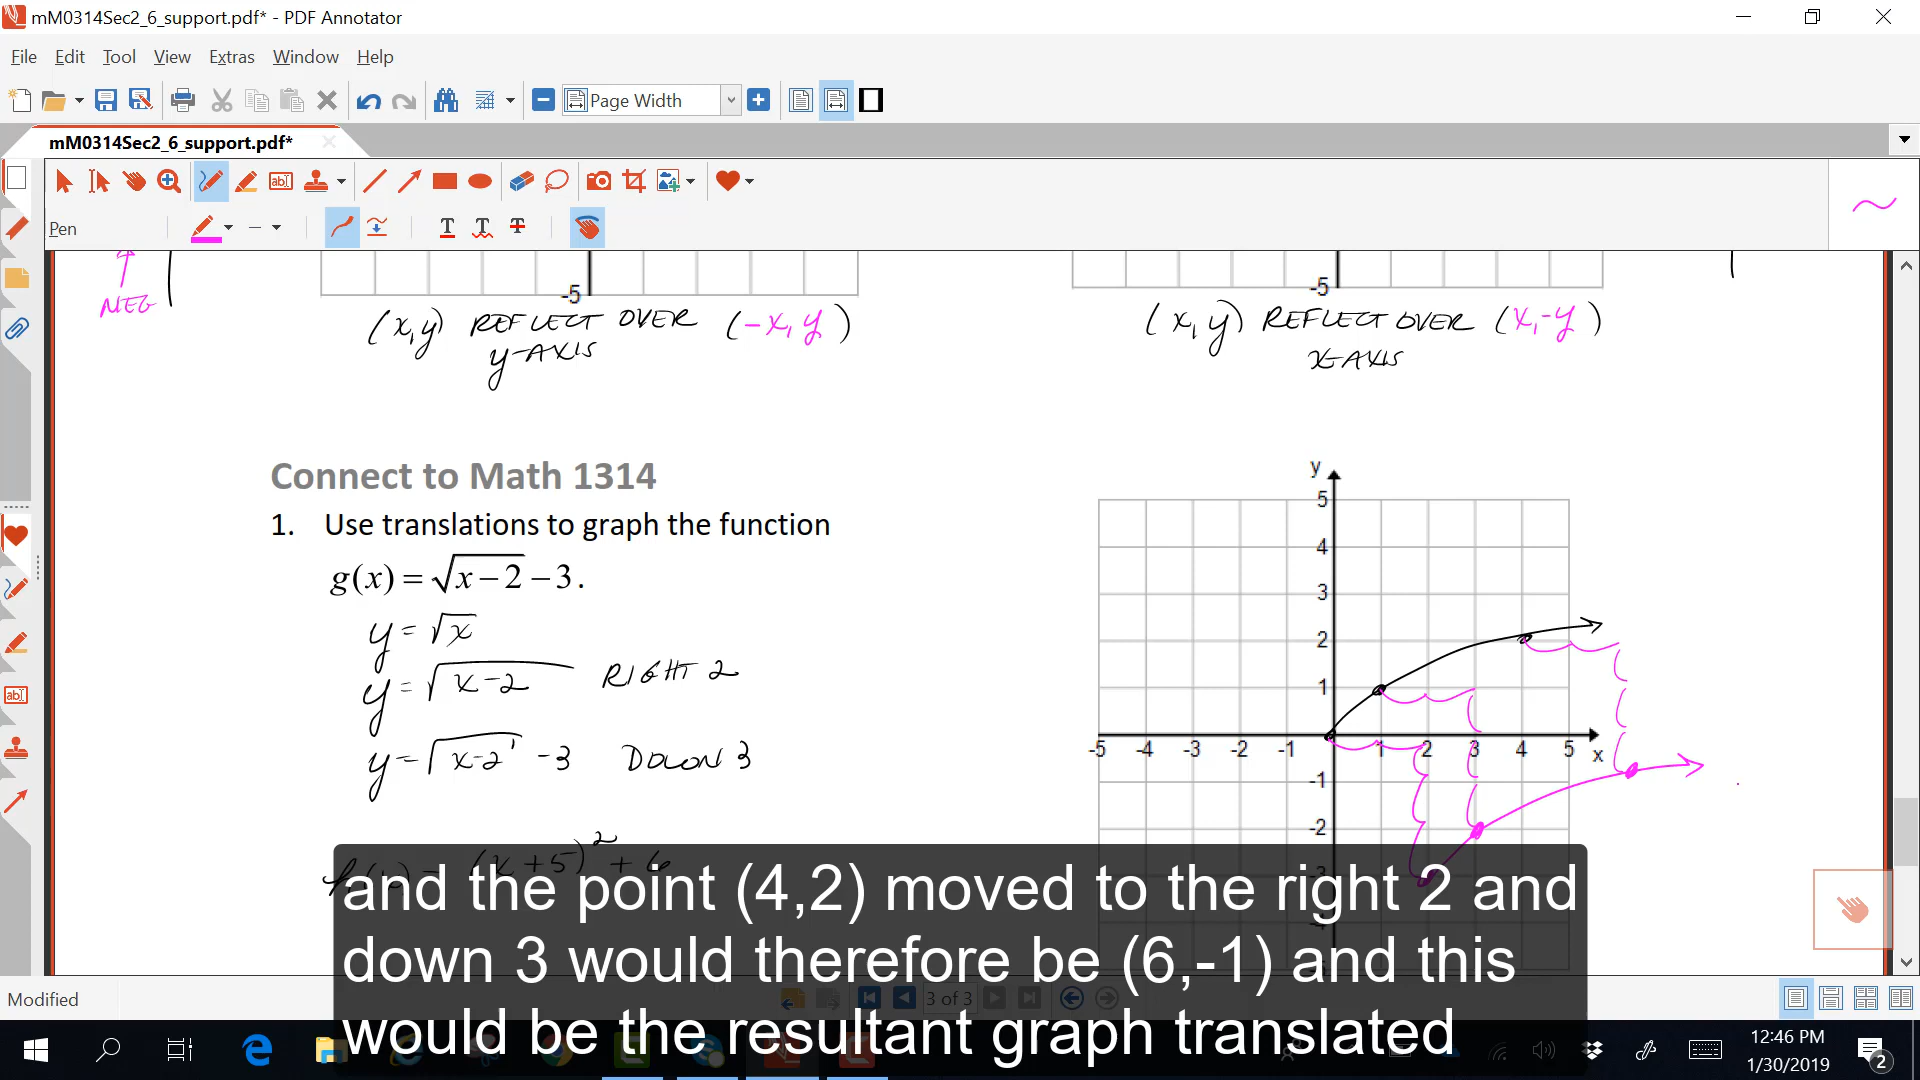 mM0314Sec2_6_support.pdf* - PDF Annotator
File Edit Tool View Extras Window Help
Page Width
mM0314Sec2_6_support.pdf*
Pen
NEG
-5
-5
(x,y) REFLECT OVER (-x, y)
y-AXIS
(x, y) REFLECT OVER (x,-y)
x-AXIS
Connect to Math 1314
1. Use translations to graph the function
g(x) = √x-2 - 3.
y = √x
y = √x-2 RIGHT 2
y = √x-2 -3 DOWN 3
(x+5)² + 6
y
5
4
3
2
1
-5 -4 -3 -2 -1 1 2 3 4 5 x
-1
-2
and the point (4,2) moved to the right 2 and
down 3 would therefore be (6,-1) and this
would be the resultant graph translated
Modified
3 of 3
12:46 PM
1/30/2019
2